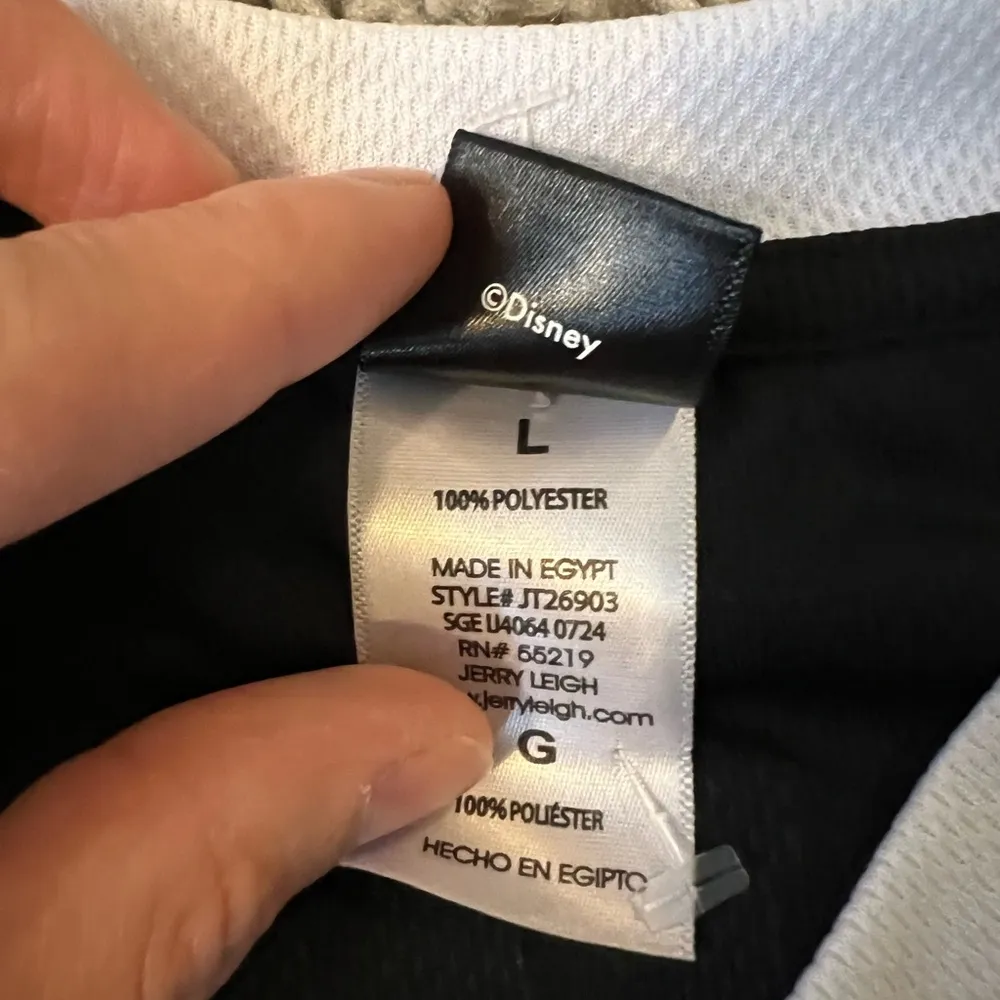 ©Disney
L
100% POLYESTER
MADE IN EGYPT
STYLE# JT26903
SGE U4064 0724
RN# 55219
JERRY LEIGH
.jerryleigh.com
G
100% POLIÉSTER
HECHO EN EGIPTO